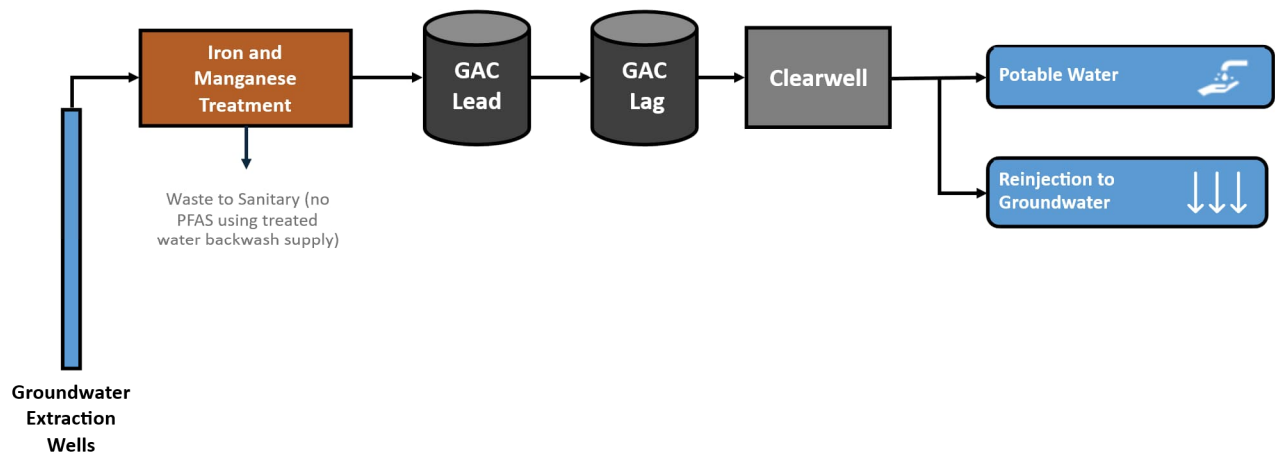 Iron and
Manganese
Treatment
GAC
Lead
GAC
Lag
Clearwell
Potable Water
Waste to Sanitary (no
PFAS using treated
water backwash supply)
Reinjection to
Groundwater
Groundwater
Extraction
Wells